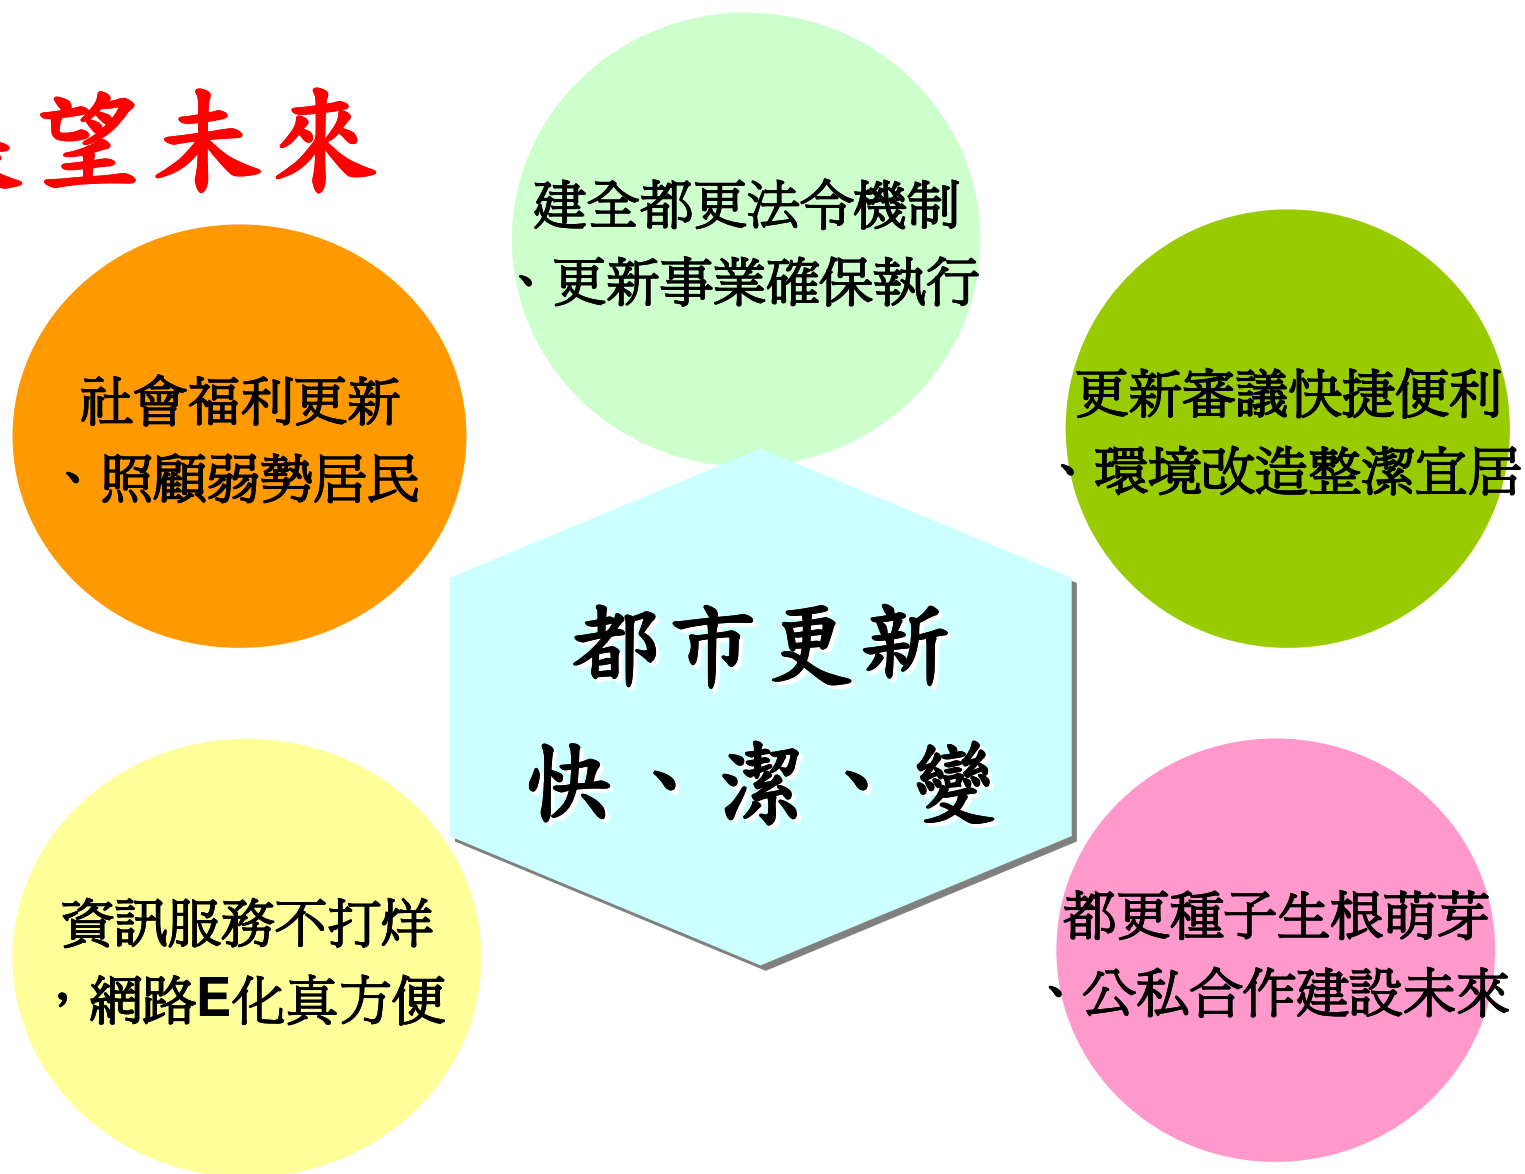 望未來
建全都更法令機制
、更新事業確保執行
社會福利更新
、照顧弱勢居民
更新審議快捷便利
、環境改造整潔宜居
都市更新
快、潔、變
資訊服務不打烊
，網路E化真方便
都更種子生根萌芽
、公私合作建設未來